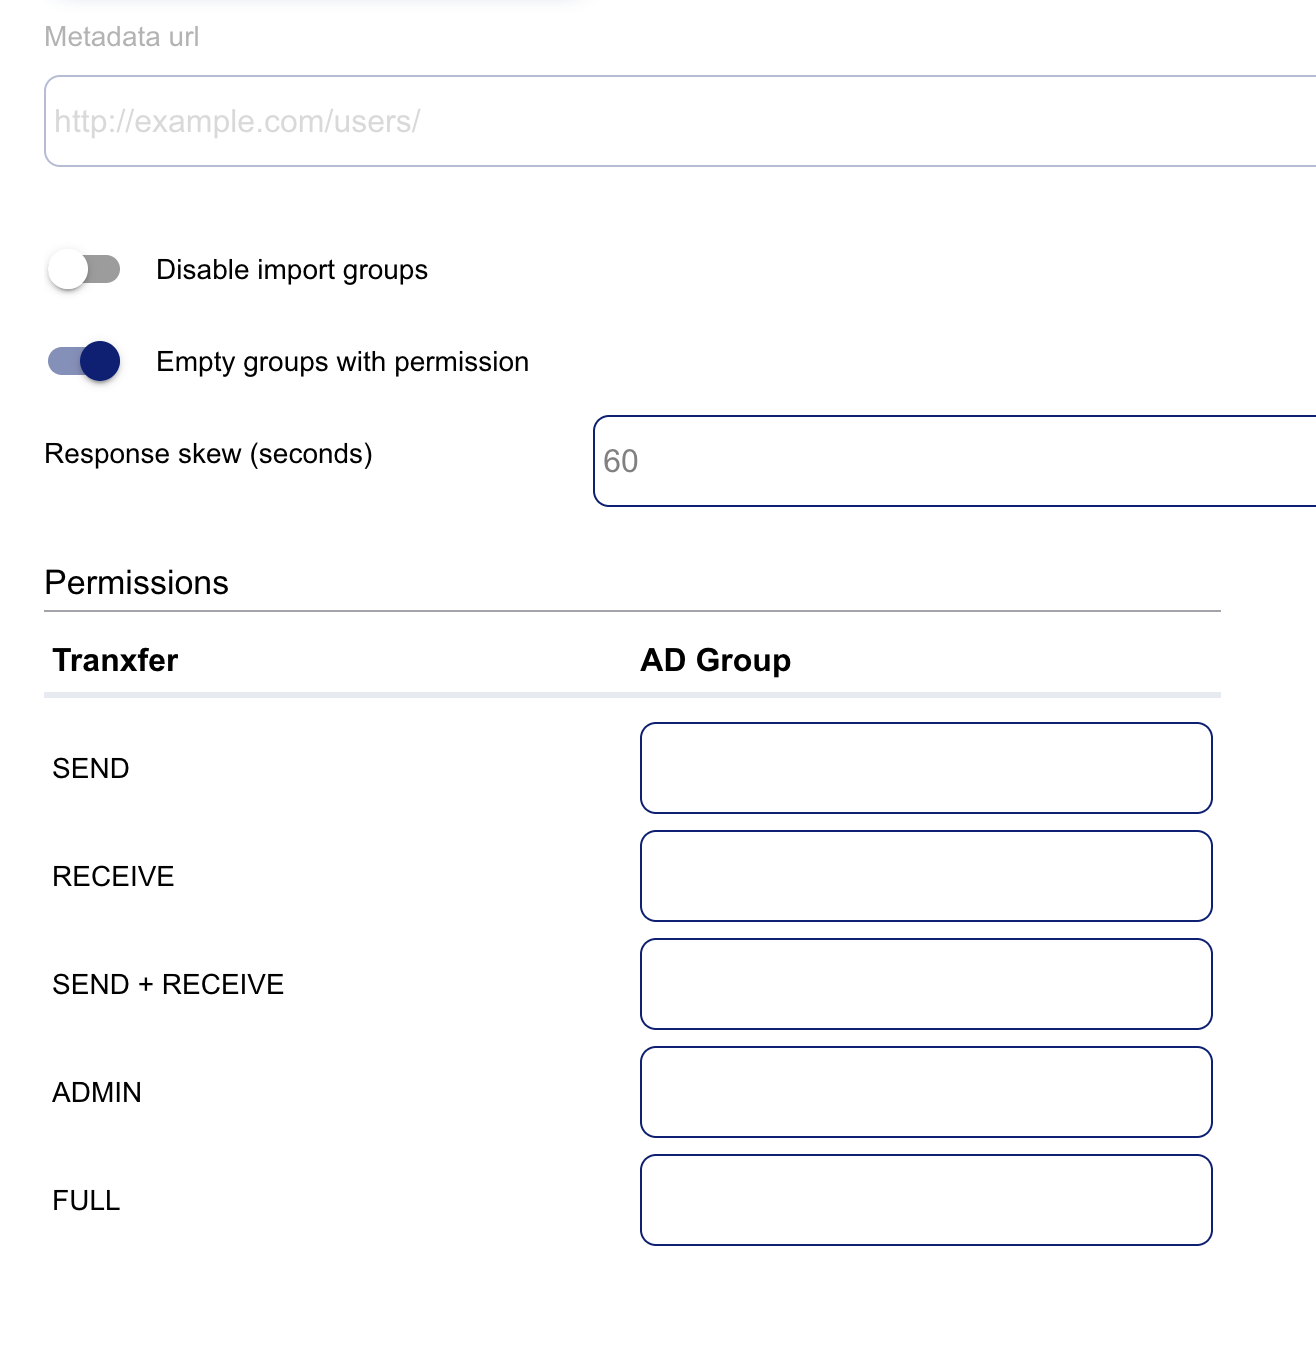 Metadata url
http://example.com/users/
Disable import groups
Empty groups with permission
Response skew (seconds)
60
Permissions
Tranxfer AD Group
SEND
RECEIVE
SEND + RECEIVE
ADMIN
FULL